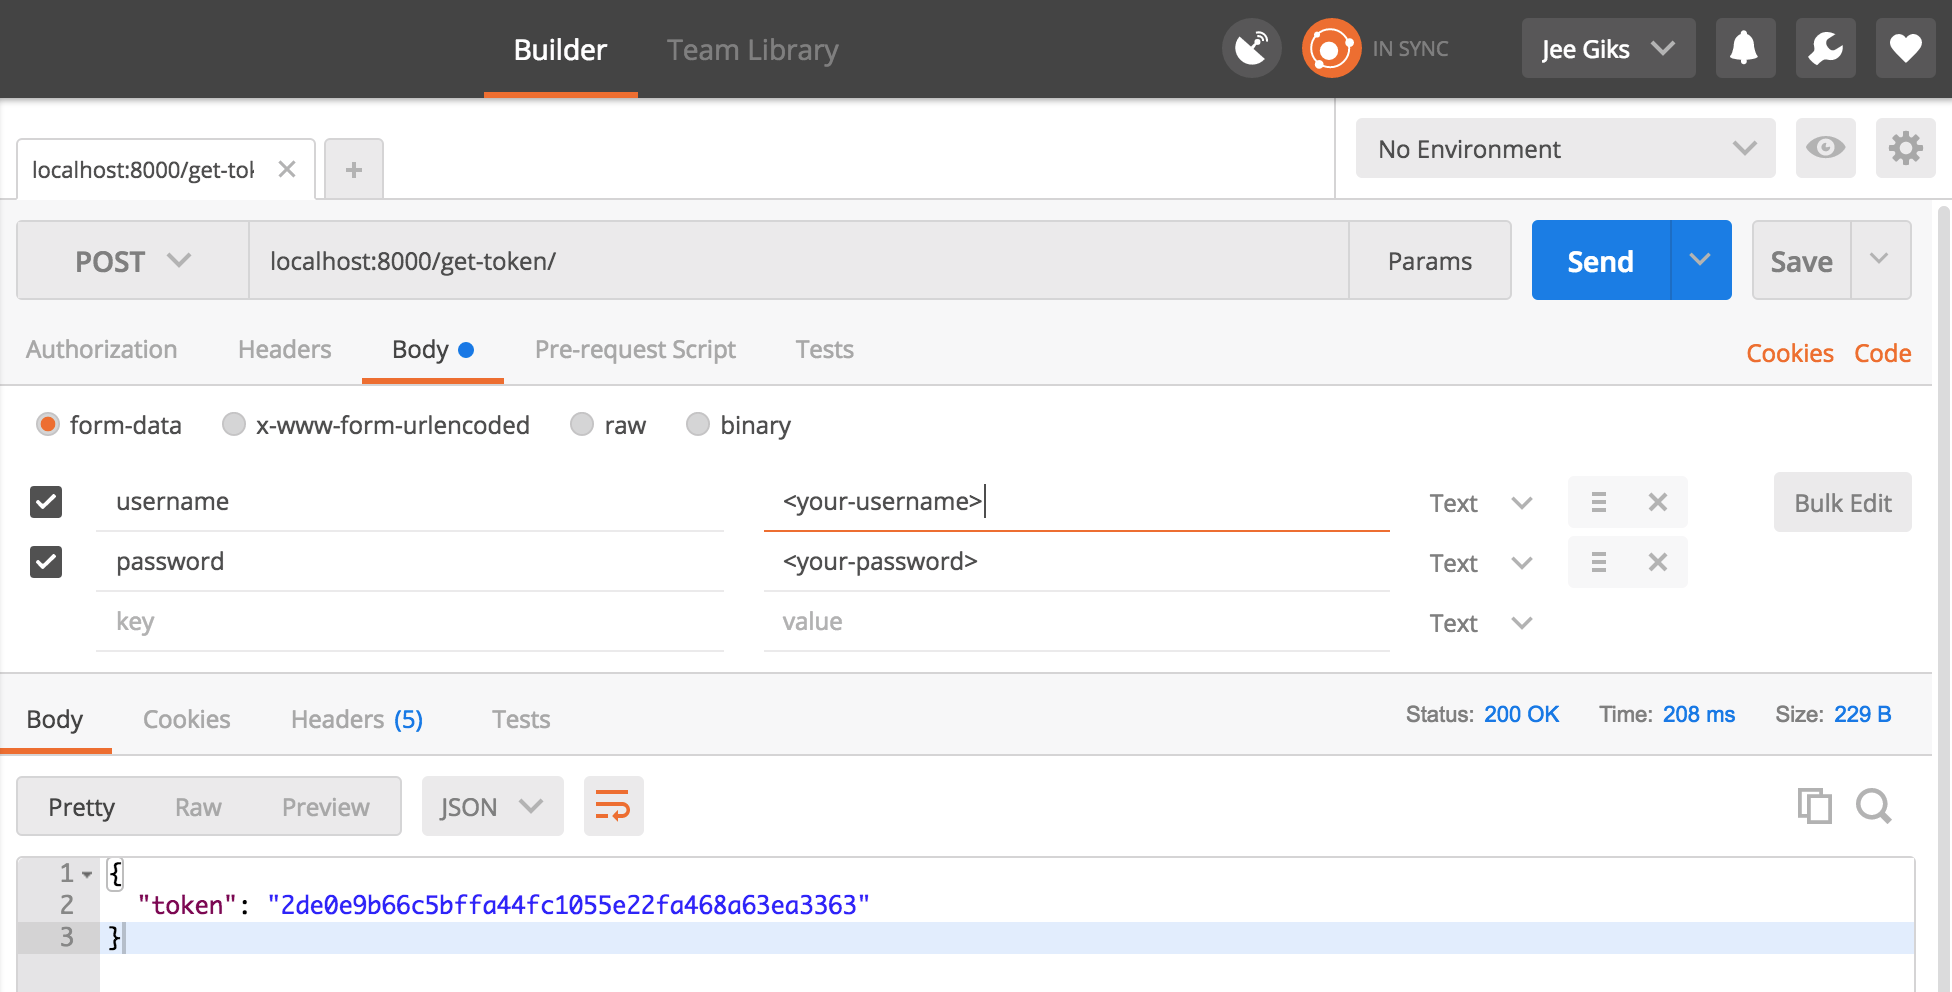 Builder Team Library IN SYNC Jee Giks
localhost:8000/get-tok No Environment
POST localhost:8000/get-token/ Params Send Save
Authorization Headers Body Pre-request Script Tests Cookies Code
form-data x-www-form-urlencoded raw binary
username <your-username> Text Bulk Edit
password <your-password> Text
key value Text
Body Cookies Headers (5) Tests Status: 200 OK Time: 208 ms Size: 229 B
Pretty Raw Preview JSON
1 {
2 "token": "2de0e9b66c5bffa44fc1055e22fa468a63ea3363"
3 }